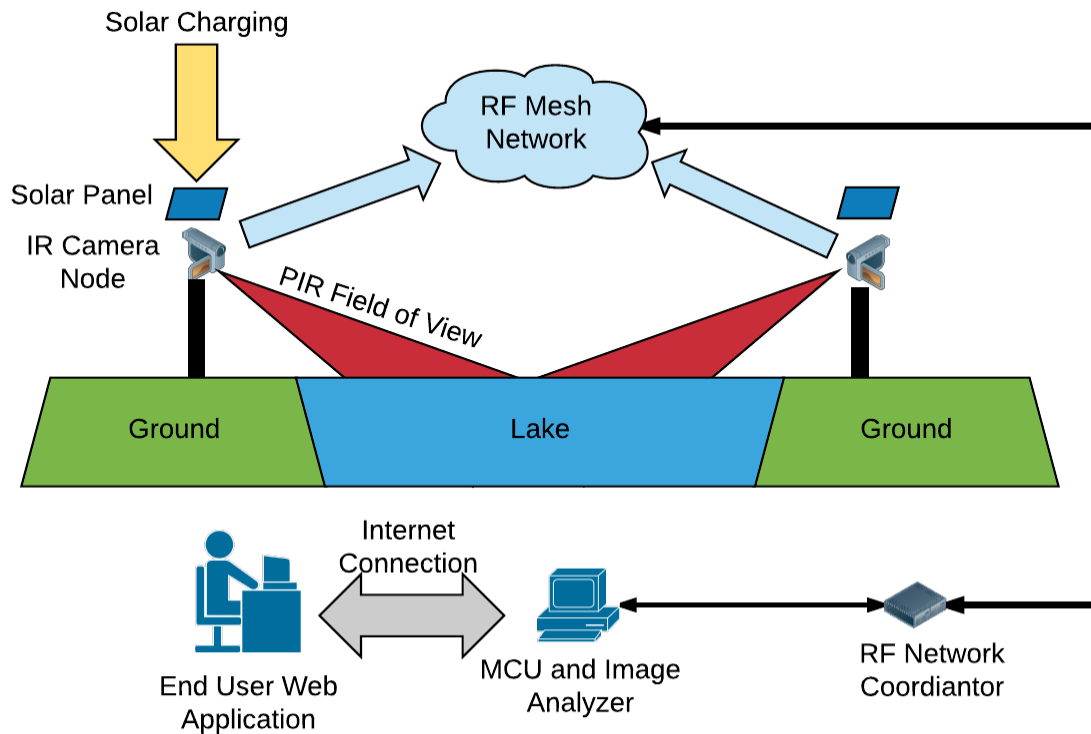 Solar Charging
RF Mesh
Network
Solar Panel
IR Camera
Node
PIR Field of View
Ground
Lake
Ground
Internet
Connection
End User Web
Application
MCU and Image
Analyzer
RF Network
Coordiantor